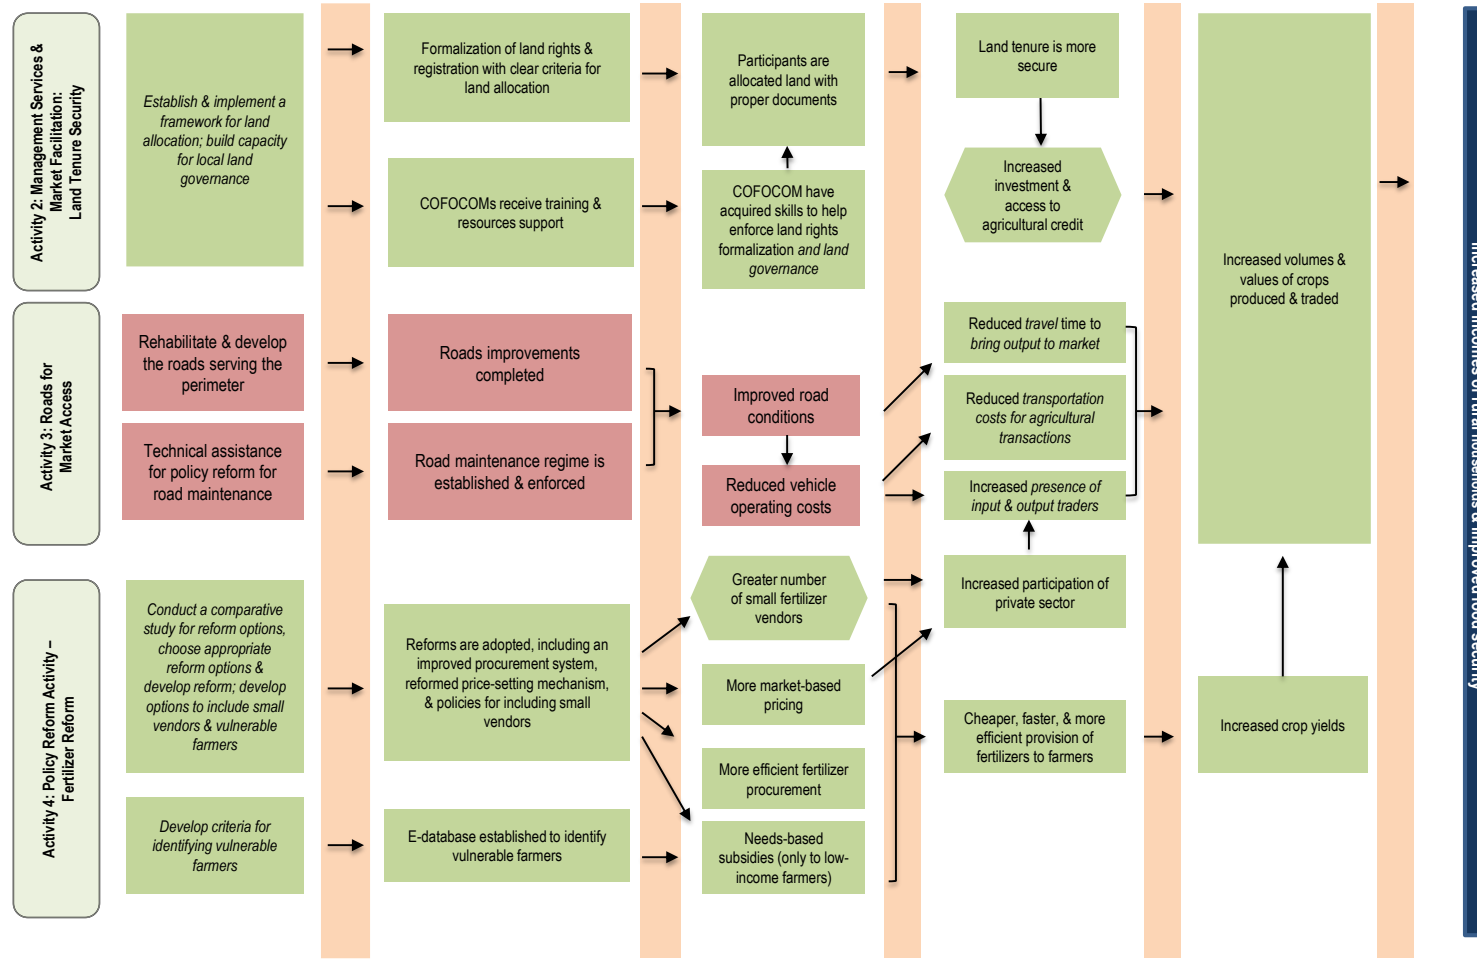 Activity 2: Management Services &
Market Facilitation:
Land Tenure Security
Establish & implement a
framework for land
allocation; build capacity
for local land
governance
Formalization of land rights &
registration with clear criteria for
land allocation
COFOCOMs receive training &
resources support
Participants are
allocated land with
proper documents
COFOCOM have
acquired skills to help
enforce land rights
formalization and land
governance
Land tenure is more
secure
Increased
investment &
access to
agricultural credit
Increased volumes &
values of crops
produced & traded
Activity 3: Roads for
Market Access
Rehabilitate & develop
the roads serving the
perimeter
Technical assistance
for policy reform for
road maintenance
Roads improvements
completed
Road maintenance regime is
established & enforced
Improved road
conditions
Reduced vehicle
operating costs
Reduced travel time to
bring output to market
Reduced transportation
costs for agricultural
transactions
Increased presence of
input & output traders
Activity 4: Policy Reform Activity –
Fertilizer Reform
Conduct a comparative
study for reform options,
choose appropriate
reform options &
develop reform; develop
options to include small
vendors & vulnerable
farmers
Develop criteria for
identifying vulnerable
farmers
Reforms are adopted, including an
improved procurement system,
reformed price-setting mechanism,
& policies for including small
vendors
E-database established to identify
vulnerable farmers
Greater number
of small fertilizer
vendors
More market-based
pricing
More efficient fertilizer
procurement
Needs-based
subsidies (only to low-
income farmers)
Increased participation of
private sector
Cheaper, faster, & more
efficient provision of
fertilizers to farmers
Increased crop yields
Increased incomes of rural households & improved food security